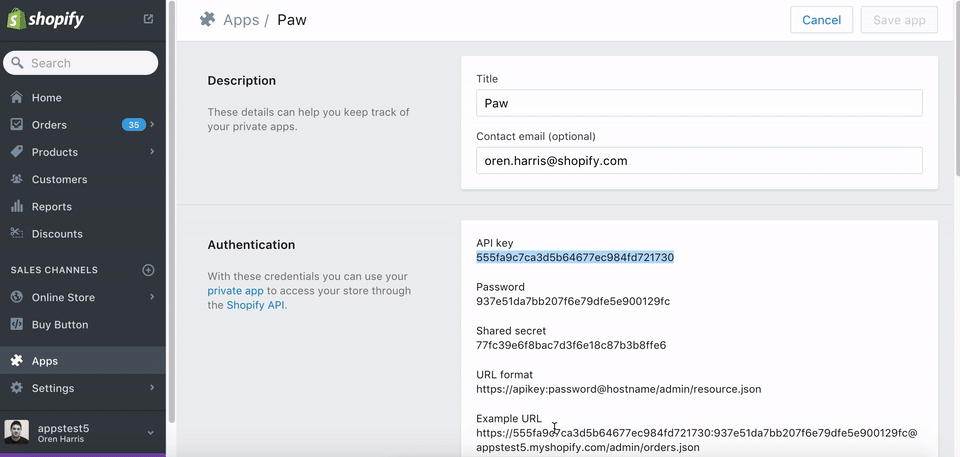 shopify
Apps / Paw
Cancel
Save app
Search
Home
Orders 35
Products
Customers
Reports
Discounts
SALES CHANNELS
Online Store
Buy Button
Apps
Settings
appstest5
Oren Harris
Description
These details can help you keep track of
your private apps.
Title
Paw
Contact email (optional)
oren.harris@shopify.com
Authentication
With these credentials you can use your
private app to access your store through
the Shopify API.
API key
555fa9c7ca3d5b64677ec984fd721730
Password
937e51da7bb207f6e79dfe5e900129fc
Shared secret
77fc39e6f8bac7d3f6e18c87b3b8ffe6
URL format
https://apikey:password@hostname/admin/resource.json
Example URL
https://555fa9c7ca3d5b64677ec984fd721730:937e51da7bb207f6e79dfe5e900129fc@
appstest5.myshopify.com/admin/orders.json